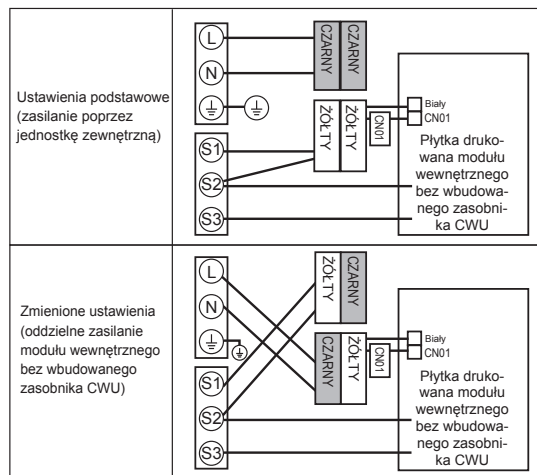 Ustawienia podstawowe
(zasilanie poprzez
jednostkę zewnętrzną)
L
N
S1
S2
S3
CZARNY
CZARNY
ŻÓŁTY
ŻÓŁTY
CN01
Biały
CN01
Płytka druko-
wana modułu
wewnętrznego
bez wbudowa-
nego zasobni-
ka CWU
Zmienione ustawienia
(oddzielne zasilanie
modułu wewnętrznego
bez wbudowanego
zasobnika CWU)
L
N
S1
S2
S3
ŻÓŁTY
CZARNY
CZARNY
ŻÓŁTY
CN01
Biały
CN01
Płytka druko-
wana modułu
wewnętrznego
bez wbudowa-
nego zasobni-
ka CWU